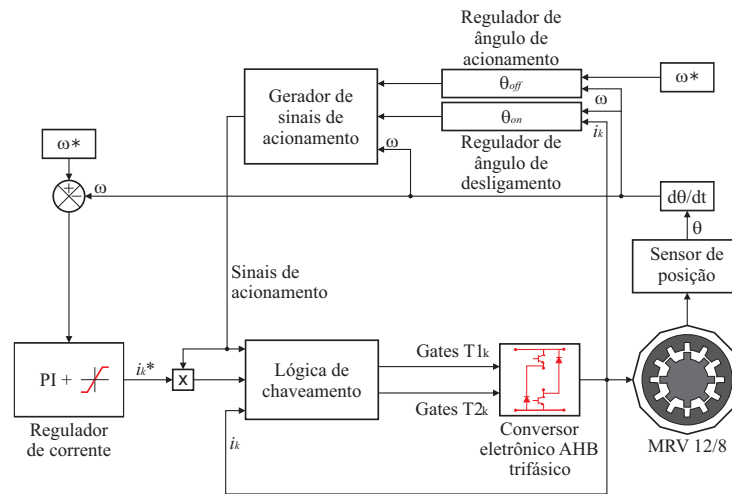 Regulador de
ângulo de
acionamento
θoff
ω*
Gerador de
sinais de
acionamento
ω
θon
iₖ
Regulador de
ângulo de
desligamento
ω
ω*
+
−
ω
dθ/dt
θ
Sensor de
posição
Sinais de
acionamento
PI +
iₖ*
X
Lógica de
chaveamento
Gates T1ₖ
Gates T2ₖ
iₖ
Regulador
de corrente
Conversor
eletrônico AHB
trifásico
MRV 12/8